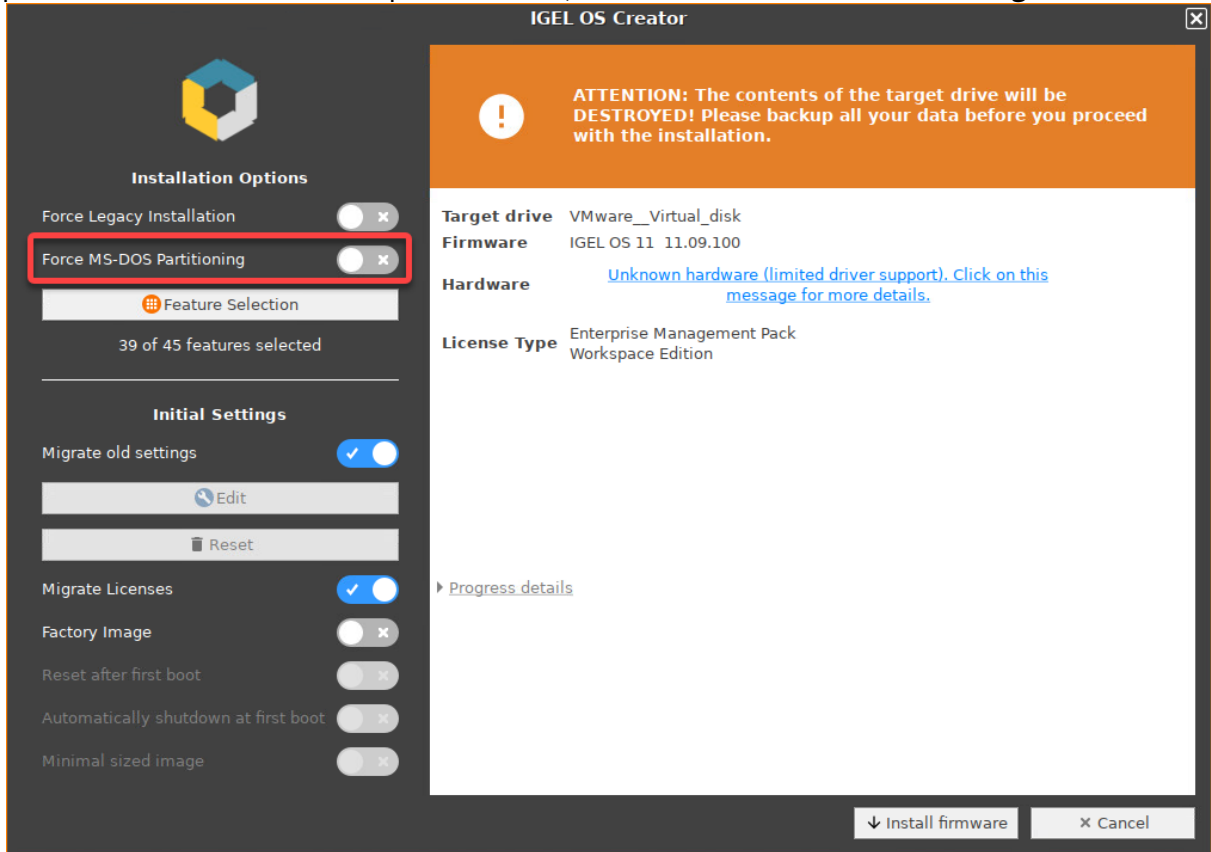 IGEL OS Creator
ATTENTION: The contents of the target drive will be
DESTROYED! Please backup all your data before you proceed
with the installation.
Installation Options
Force Legacy Installation
Force MS-DOS Partitioning
Feature Selection
39 of 45 features selected
Initial Settings
Migrate old settings
Edit
Reset
Migrate Licenses
Factory Image
Reset after first boot
Automatically shutdown at first boot
Minimal sized image
Target drive VMware__Virtual_disk
Firmware IGEL OS 11 11.09.100
Hardware Unknown hardware (limited driver support). Click on this
message for more details.
License Type Enterprise Management Pack
Workspace Edition
Progress details
Install firmware
Cancel